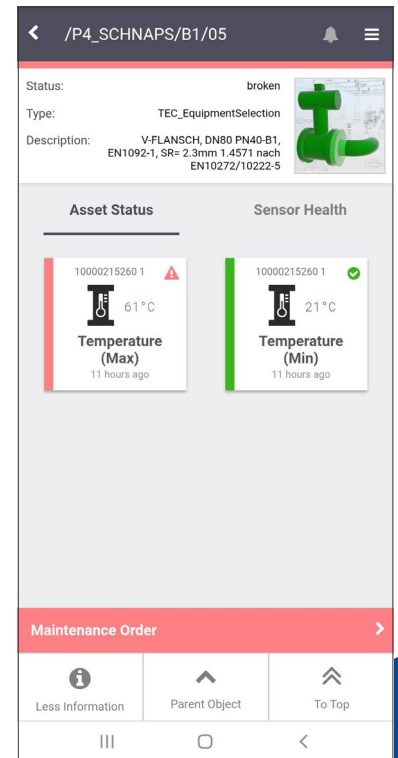 /P4_SCHNAPS/B1/05
Status: broken
Type: TEC_EquipmentSelection
Description: V-FLANSCH, DN80 PN40-B1,
EN1092-1, SR= 2.3mm 1.4571 nach
EN10272/10222-5
Asset Status Sensor Health
10000215260 1
61°C
Temperature
(Max)
11 hours ago
10000215260 1
21°C
Temperature
(Min)
11 hours ago
Maintenance Order
Less Information Parent Object To Top